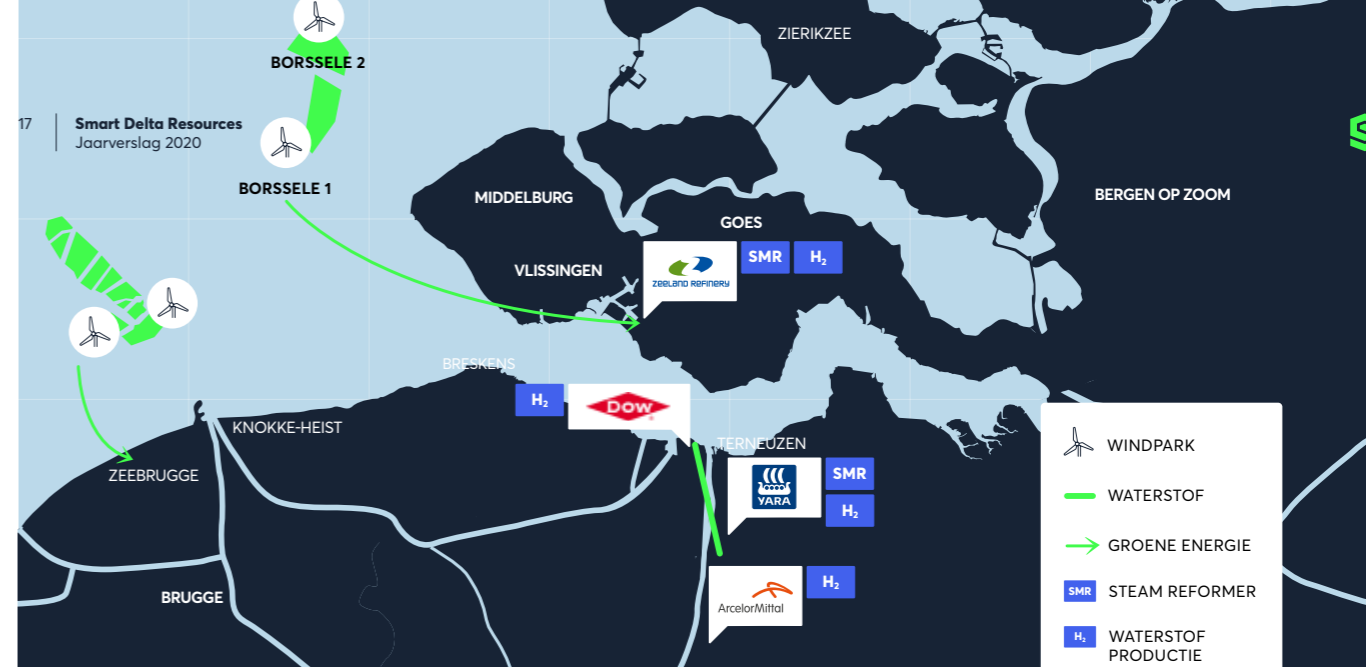 ZIERIKZEE
BORSSELE 2
17
Smart Delta Resources
Jaarverslag 2020
BORSSELE 1
MIDDELBURG
BERGEN OP ZOOM
GOES
ZEELAND REFINERY
SMR
H₂
VLISSINGEN
BRESKENS
H₂
Dow
KNOKKE-HEIST
TERNEUZEN
ZEEBRUGGE
YARA
SMR
H₂
BRUGGE
ArcelorMittal
H₂
WINDPARK
WATERSTOF
GROENE ENERGIE
SMR STEAM REFORMER
H₂ WATERSTOF
PRODUCTIE